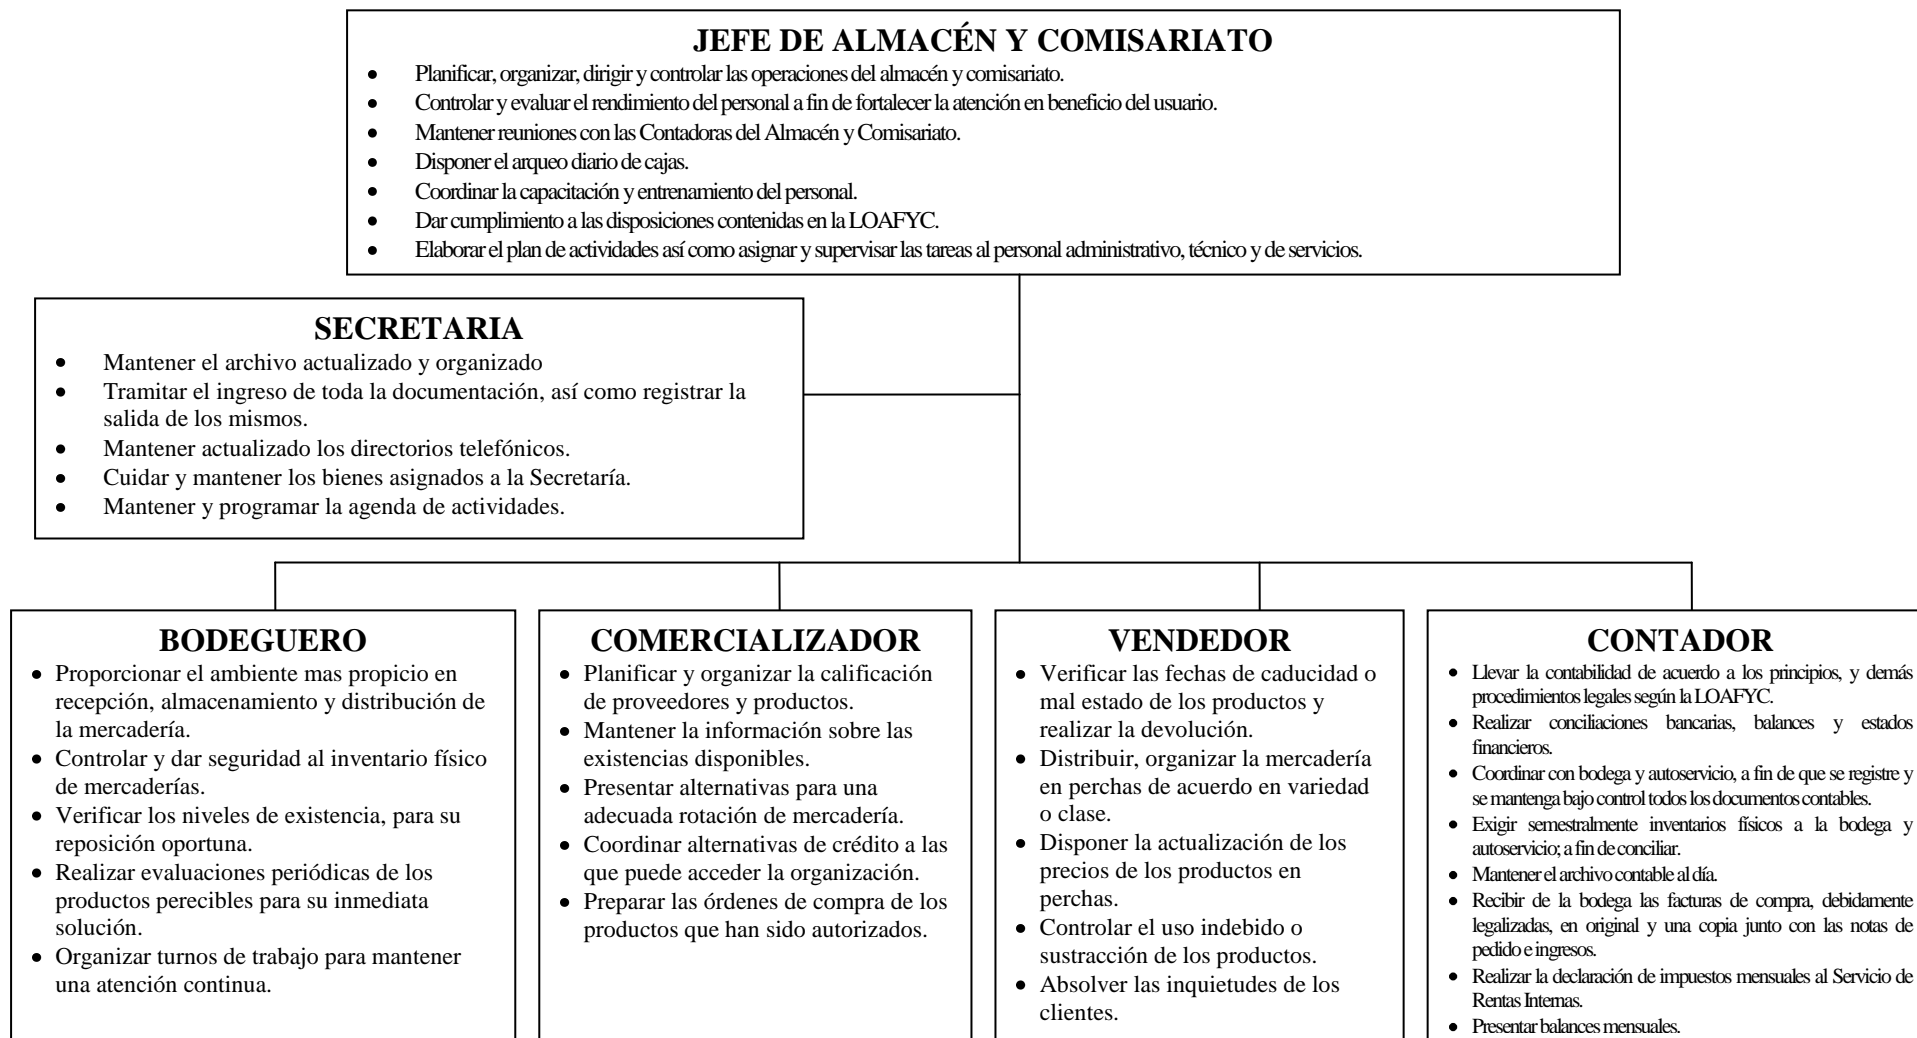 JEFE DE ALMACÉN Y COMISARIATO
• Planificar, organizar, dirigir y controlar las operaciones del almacén y comisariato.
• Controlar y evaluar el rendimiento del personal a fin de fortalecer la atención en beneficio del usuario.
• Mantener reuniones con las Contadoras del Almacén y Comisariato.
• Disponer el arqueo diario de cajas.
• Coordinar la capacitación y entrenamiento del personal.
• Dar cumplimiento a las disposiciones contenidas en la LOAFYC.
• Elaborar el plan de actividades así como asignar y supervisar las tareas al personal administrativo, técnico y de servicios.
SECRETARIA
• Mantener el archivo actualizado y organizado
• Tramitar el ingreso de toda la documentación, así como registrar la
salida de los mismos.
• Mantener actualizado los directorios telefónicos.
• Cuidar y mantener los bienes asignados a la Secretaría.
• Mantener y programar la agenda de actividades.
BODEGUERO
• Proporcionar el ambiente mas propicio en
recepción, almacenamiento y distribución de
la mercadería.
• Controlar y dar seguridad al inventario físico
de mercaderías.
• Verificar los niveles de existencia, para su
reposición oportuna.
• Realizar evaluaciones periódicas de los
productos perecibles para su inmediata
solución.
• Organizar turnos de trabajo para mantener
una atención continua.
COMERCIALIZADOR
• Planificar y organizar la calificación
de proveedores y productos.
• Mantener la información sobre las
existencias disponibles.
• Presentar alternativas para una
adecuada rotación de mercadería.
• Coordinar alternativas de crédito a las
que puede acceder la organización.
• Preparar las órdenes de compra de los
productos que han sido autorizados.
VENDEDOR
• Verificar las fechas de caducidad o
mal estado de los productos y
realizar la devolución.
• Distribuir, organizar la mercadería
en perchas de acuerdo en variedad
o clase.
• Disponer la actualización de los
precios de los productos en
perchas.
• Controlar el uso indebido o
sustracción de los productos.
• Absolver las inquietudes de los
clientes.
CONTADOR
• Llevar la contabilidad de acuerdo a los principios, y demás
procedimientos legales según la LOAFYC.
• Realizar conciliaciones bancarias, balances y estados
financieros.
• Coordinar con bodega y autoservicio, a fin de que se registre y
se mantenga bajo control todos los documentos contables.
• Exigir semestralmente inventarios físicos a la bodega y
autoservicio; a fin de conciliar.
• Mantener el archivo contable al día.
• Recibir de la bodega las facturas de compra, debidamente
legalizadas, en original y una copia junto con las notas de
pedido e ingresos.
• Realizar la declaración de impuestos mensuales al Servicio de
Rentas Internas.
• Presentar balances mensuales.